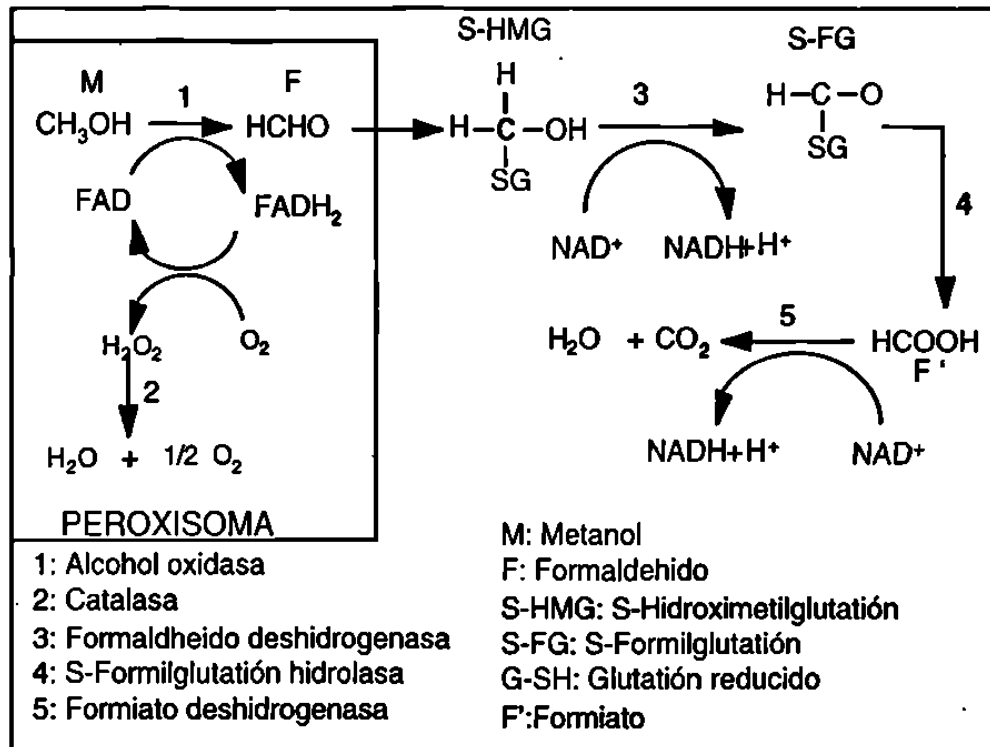 S-HMG
S-FG
M
1
F
H
3
CH₃OH
HCHO
H-C-OH
SG
H-C-O
SG
FAD
FADH₂
4
NAD⁺
NADH+H⁺
H₂O₂
O₂
5
H₂O + CO₂
HCOOH
F'
2
NADH+H⁺
NAD⁺
H₂O + 1/2 O₂
PEROXISOMA
1: Alcohol oxidasa
2: Catalasa
3: Formaldheido deshidrogenasa
4: S-Formilglutatión hidrolasa
5: Formiato deshidrogenasa
M: Metanol
F: Formaldehido
S-HMG: S-Hidroximetilglutatión
S-FG: S-Formilglutatión
G-SH: Glutatión reducido
F':Formiato